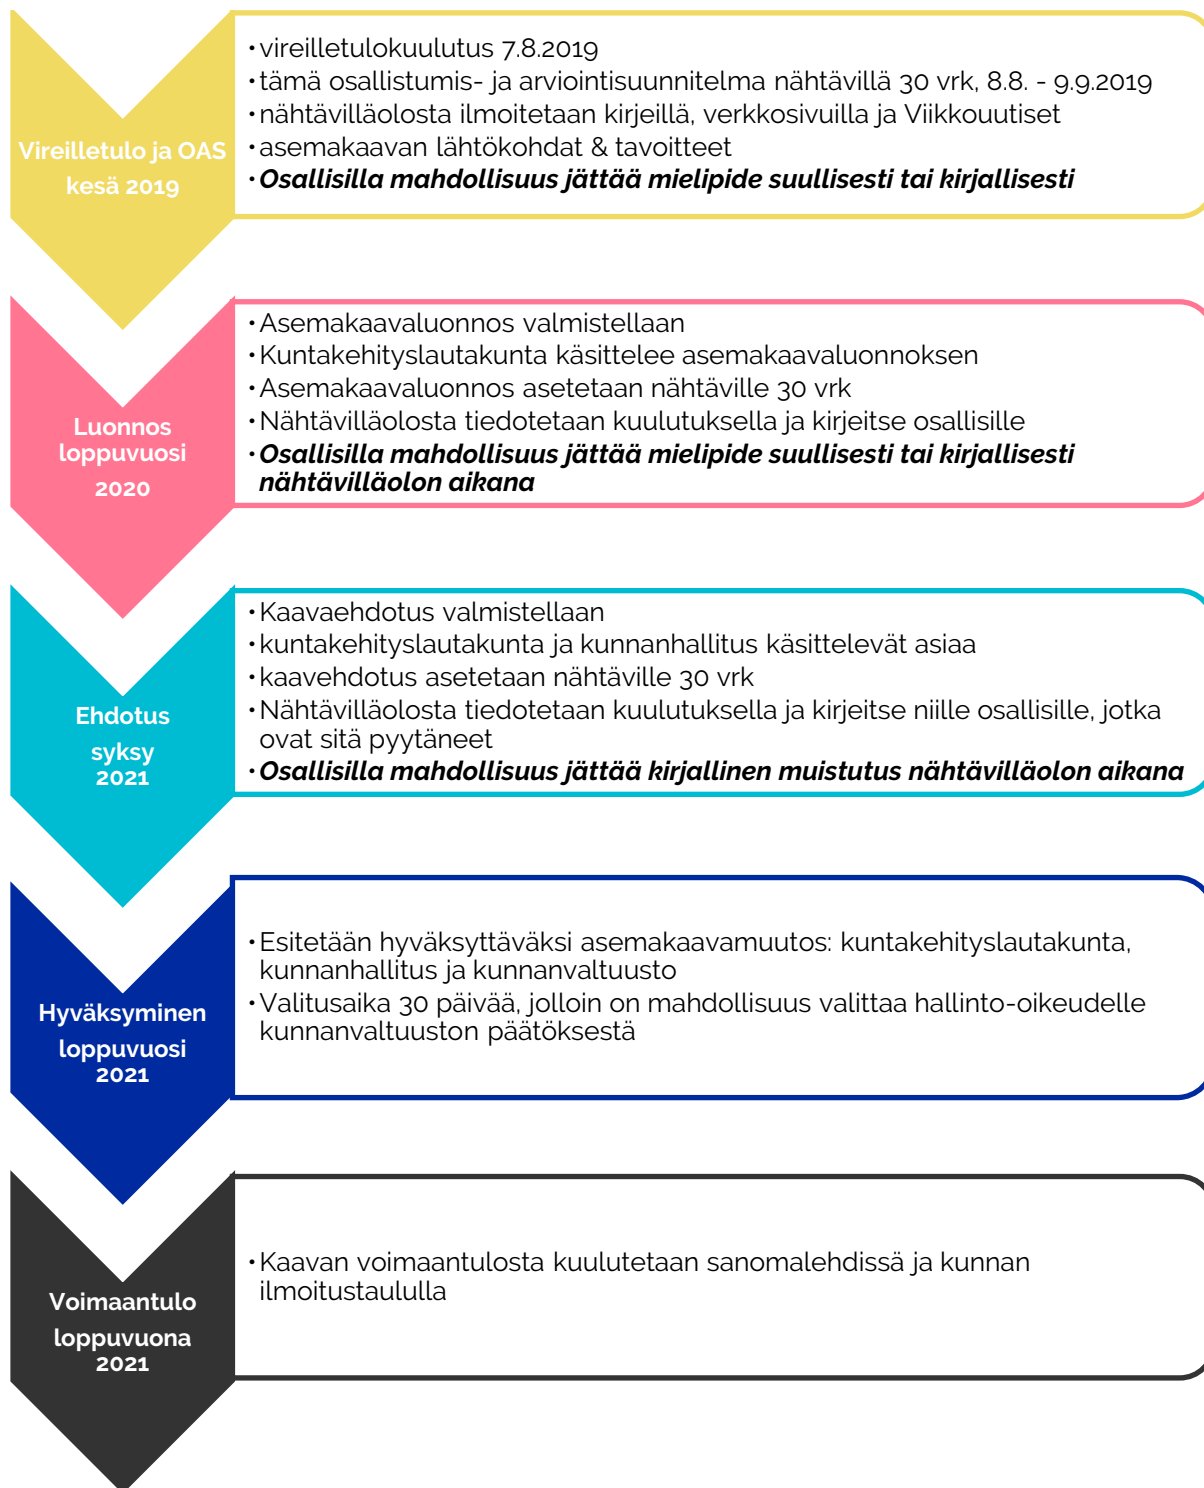 Vireilletulo ja OAS
kesä 2019
•vireilletulokuulutus 7.8.2019
•tämä osallistumis- ja arviointisuunnitelma nähtävillä 30 vrk, 8.8. - 9.9.2019
•nähtävilläolosta ilmoitetaan kirjeillä, verkkosivuilla ja Viikkouutiset
•asemakaavan lähtökohdat & tavoitteet
•Osallisilla mahdollisuus jättää mielipide suullisesti tai kirjallisesti
Luonnos
loppuvuosi
2020
•Asemakaavaluonnos valmistellaan
•Kuntakehityslautakunta käsittelee asemakaavaluonnoksen
•Asemakaavaluonnos asetetaan nähtäville 30 vrk
•Nähtävilläolosta tiedotetaan kuulutuksella ja kirjeitse osallisille
•Osallisilla mahdollisuus jättää mielipide suullisesti tai kirjallisesti
nähtävilläolon aikana
Ehdotus
syksy
2021
•Kaavaehdotus valmistellaan
•kuntakehityslautakunta ja kunnanhallitus käsittelevät asiaa
•kaavehdotus asetetaan nähtäville 30 vrk
•Nähtävilläolosta tiedotetaan kuulutuksella ja kirjeitse niille osallisille, jotka
ovat sitä pyytäneet
•Osallisilla mahdollisuus jättää kirjallinen muistutus nähtävilläolon aikana
Hyväksyminen
loppuvuosi
2021
•Esitetään hyväksyttäväksi asemakaavamuutos: kuntakehityslautakunta,
kunnanhallitus ja kunnanvaltuusto
•Valitusaika 30 päivää, jolloin on mahdollisuus valittaa hallinto-oikeudelle
kunnanvaltuuston päätöksestä
Voimaantulo
loppuvuona
2021
•Kaavan voimaantulosta kuulutetaan sanomalehdissä ja kunnan
ilmoitustaululla